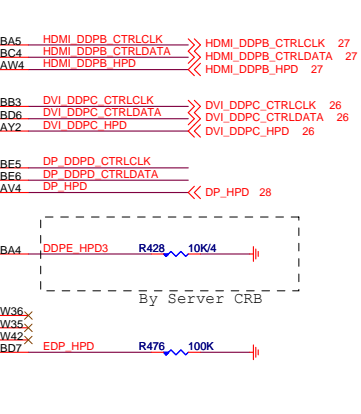 BA5 HDMI_DDPB_CTRLCLK HDMI_DDPB_CTRLCLK 27
BC4 HDMI_DDPB_CTRLDATA HDMI_DDPB_CTRLDATA 27
AW4 HDMI_DDPB_HPD HDMI_DDPB_HPD 27
BB3 DVI_DDPC_CTRLCLK DVI_DDPC_CTRLCLK 26
BD6 DVI_DDPC_CTRLDATA DVI_DDPC_CTRLDATA 26
AY2 DVI_DDPC_HPD DVI_DDPC_HPD 26
BE5 DP_DDPD_CTRLCLK
BE6 DP_DDPD_CTRLDATA
AV4 DP_HPD DP_HPD 28
BA4 DDPE_HPD3 R428 10K/4
By Server CRB
W36
W35
W42
BD7 EDP_HPD R476 100K